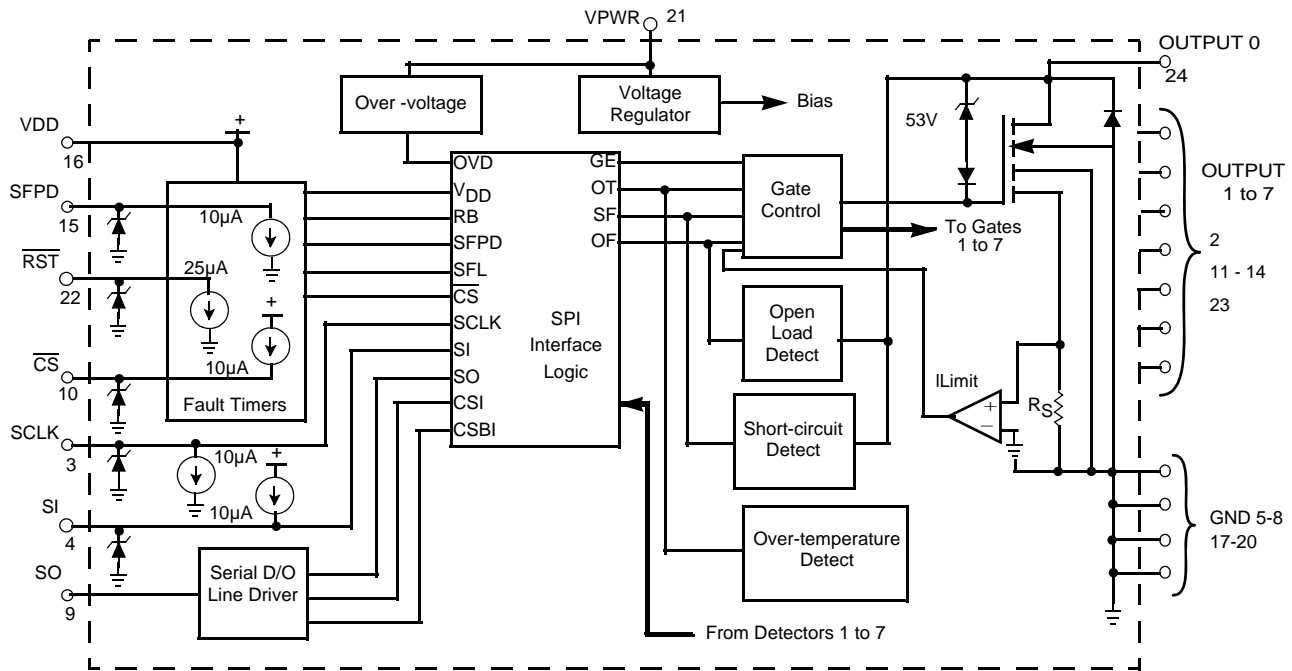 VPWR 21
OUTPUT 0
24
Over -voltage
Voltage
Regulator
Bias
53V
VDD
+
16
SFPD
15
10µA
RST
22
25µA
+
10µA
CS
10
Fault Timers
SCLK
3
10µA
+
10µA
SI
4
SO
9
Serial D/O
Line Driver
OVD
VDD
RB
SFPD
SFL
CS
SCLK
SI
SO
CSI
CSBI
GE
OT
SF
OF
SPI
Interface
Logic
Gate
Control
To Gates
1 to 7
Open
Load
Detect
Short-circuit
Detect
Over-temperature
Detect
From Detectors 1 to 7
ILimit
+
−
RS
OUTPUT
1 to 7
2
11 - 14
23
GND 5-8
17-20